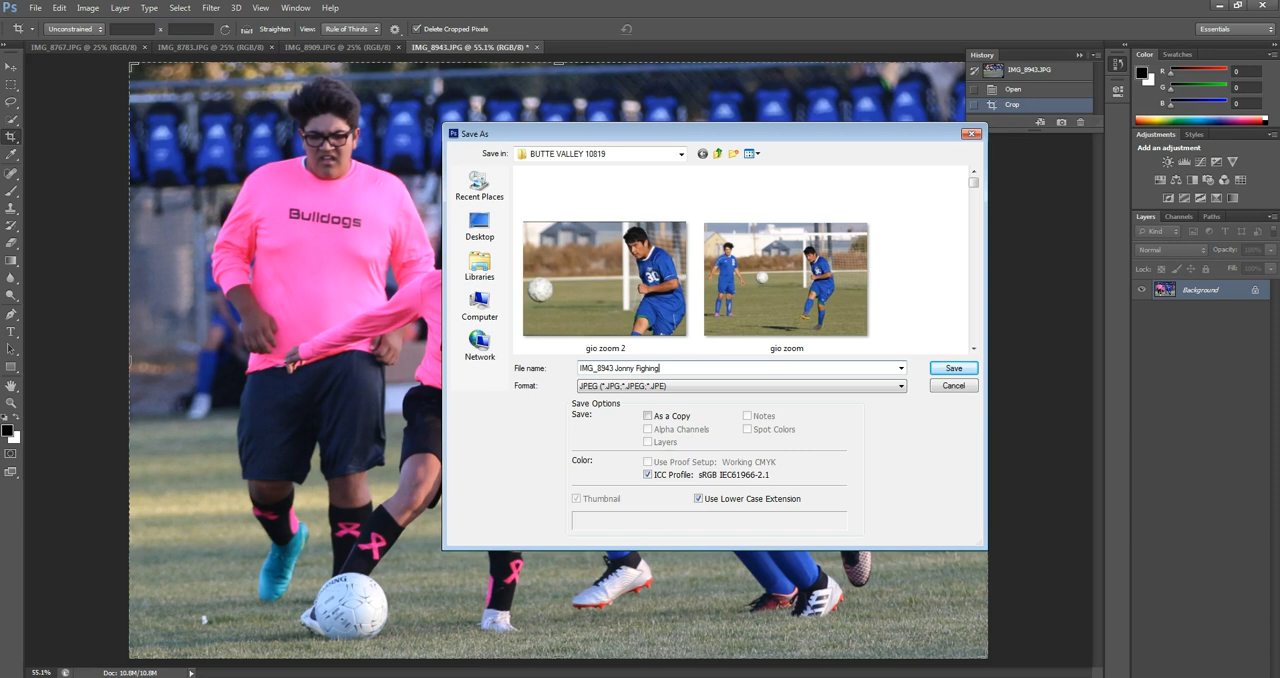 Ps File Edit Image Layer Type Select Filter 3D View Window Help
Unconstrained x Straighten View: Rule of Thirds Delete Cropped Pixels Essentials
IMG_8767.JPG @ 25% (RGB/8) × IMG_8783.JPG @ 25% (RGB/8) × IMG_8909.JPG @ 25% (RGB/8) × IMG_8943.JPG @ 55.1% (RGB/8) * ×
History
IMG_8943.JPG
Open
Crop
Color Swatches
R 0
G 0
B 0
Adjustments Styles
Add an adjustment
Layers Channels Paths
Kind
Normal Opacity: 100%
Lock: Fill: 100%
Background
Bulldogs
Ps Save As
Save in: BUTTE VALLEY 10819
Recent Places
Desktop
Libraries
Computer
Network
30
gio zoom 2
gio zoom
File name: IMG_8943 Jonny Fighing
Format: JPEG (*.JPG;*.JPEG;*.JPE)
Save
Cancel
Save Options
Save:
As a Copy
Notes
Alpha Channels
Spot Colors
Layers
Color:
Use Proof Setup: Working CMYK
ICC Profile: sRGB IEC61966-2.1
Thumbnail
Use Lower Case Extension
55.1% Doc: 10.8M/10.8M